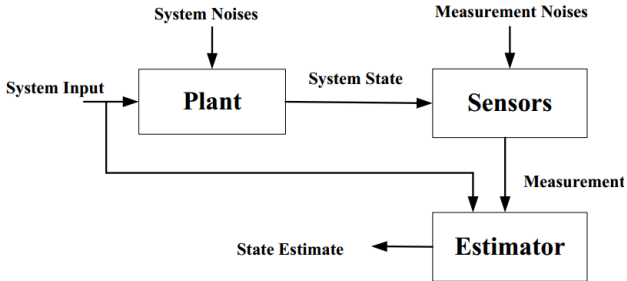 System Noises
Measurement Noises
System Input
Plant
System State
Sensors
Measurement
State Estimate
Estimator